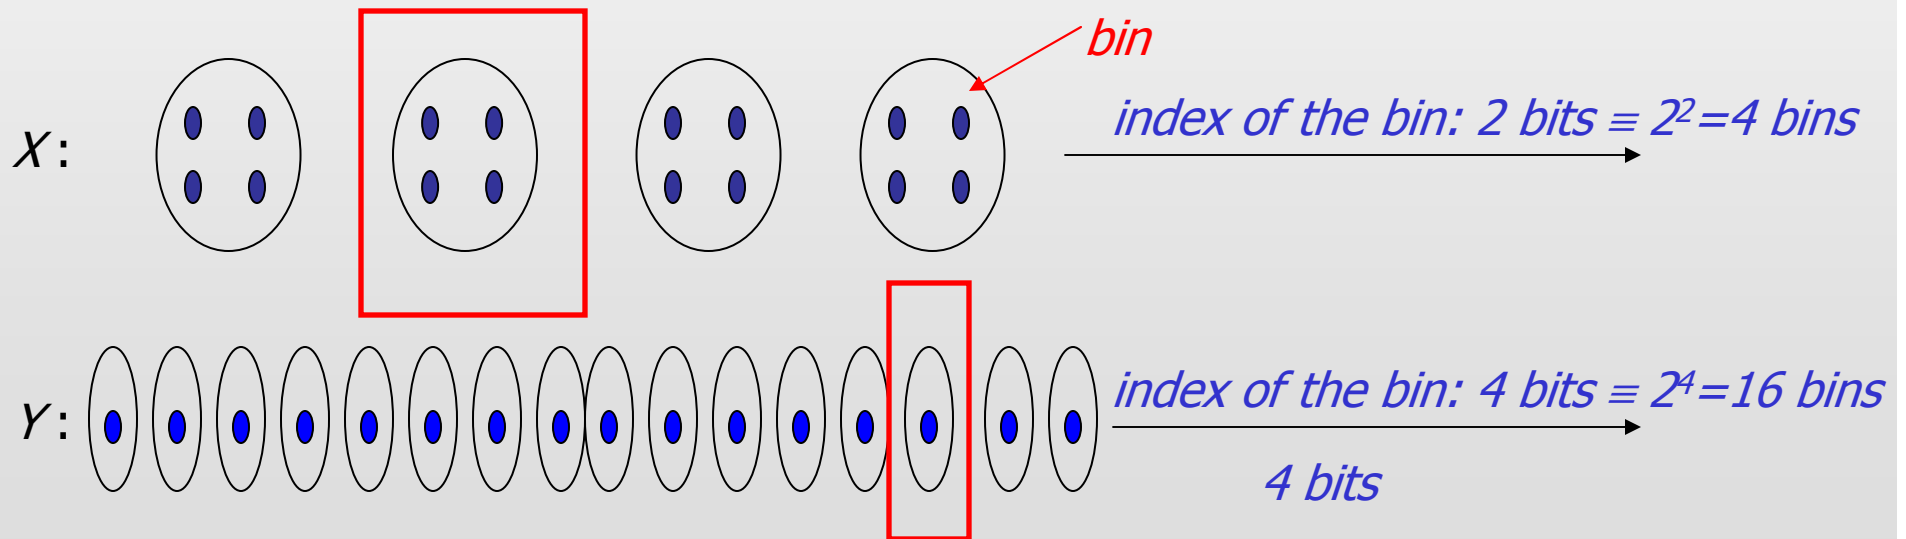 bin
X: index of the bin: 2 bits ≡ 2²=4 bins
Y: index of the bin: 4 bits ≡ 2⁴=16 bins
4 bits